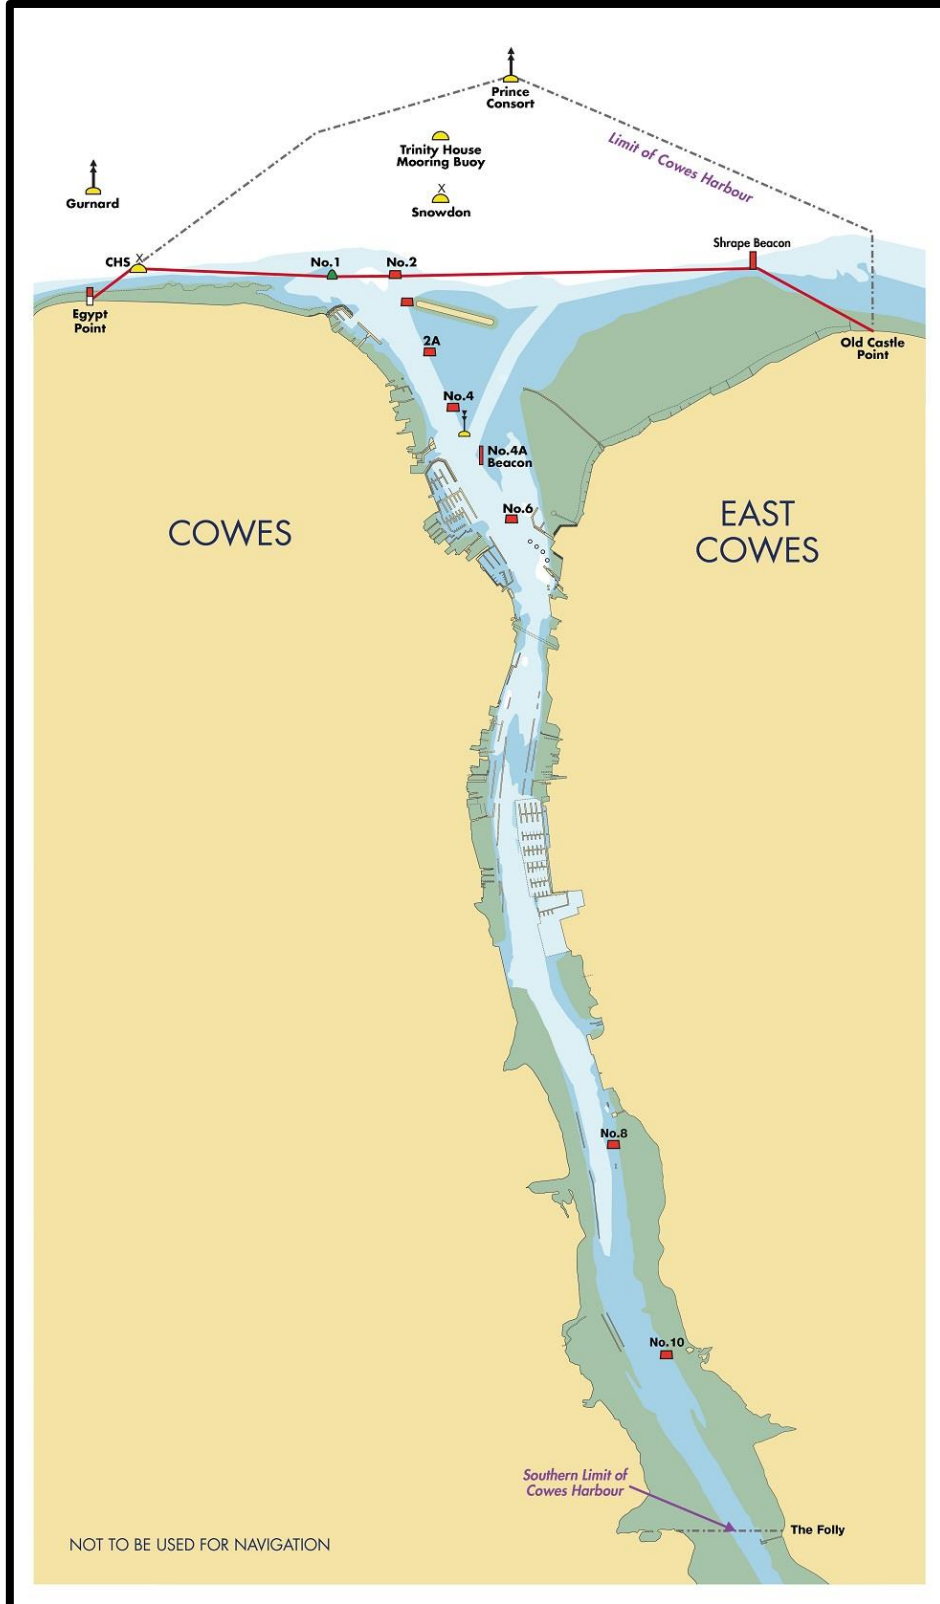 Prince
Consort
Limit of Cowes Harbour
Trinity House
Mooring Buoy
Gurnard
Snowdon
Shrape Beacon
CHS
No.1
No.2
Egypt
Point
2A
Old Castle
Point
No.4
No.4A
Beacon
No.6
COWES
EAST
COWES
No.8
No.10
Southern Limit of
Cowes Harbour
The Folly
NOT TO BE USED FOR NAVIGATION